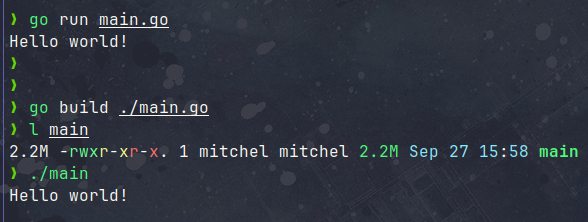 ❯ go run main.go
Hello world!
❯
❯
❯ go build ./main.go
❯ l main
2.2M -rwxr-xr-x. 1 mitchel mitchel 2.2M Sep 27 15:58 main
❯ ./main
Hello world!